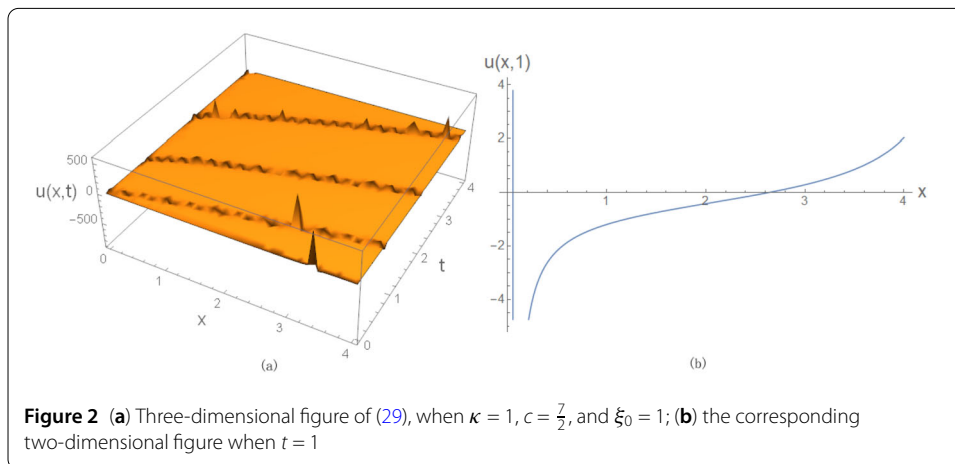 500
0
−500
u(x,t)
0
1
2
3
4
x
0
1
2
3
4
t
(a)
u(x,1)
4
2
−2
−4
1
2
3
4
x
(b)
Figure 2 (a) Three-dimensional figure of (29), when κ = 1, c = 7/2, and ξ₀ = 1; (b) the corresponding
two-dimensional figure when t = 1